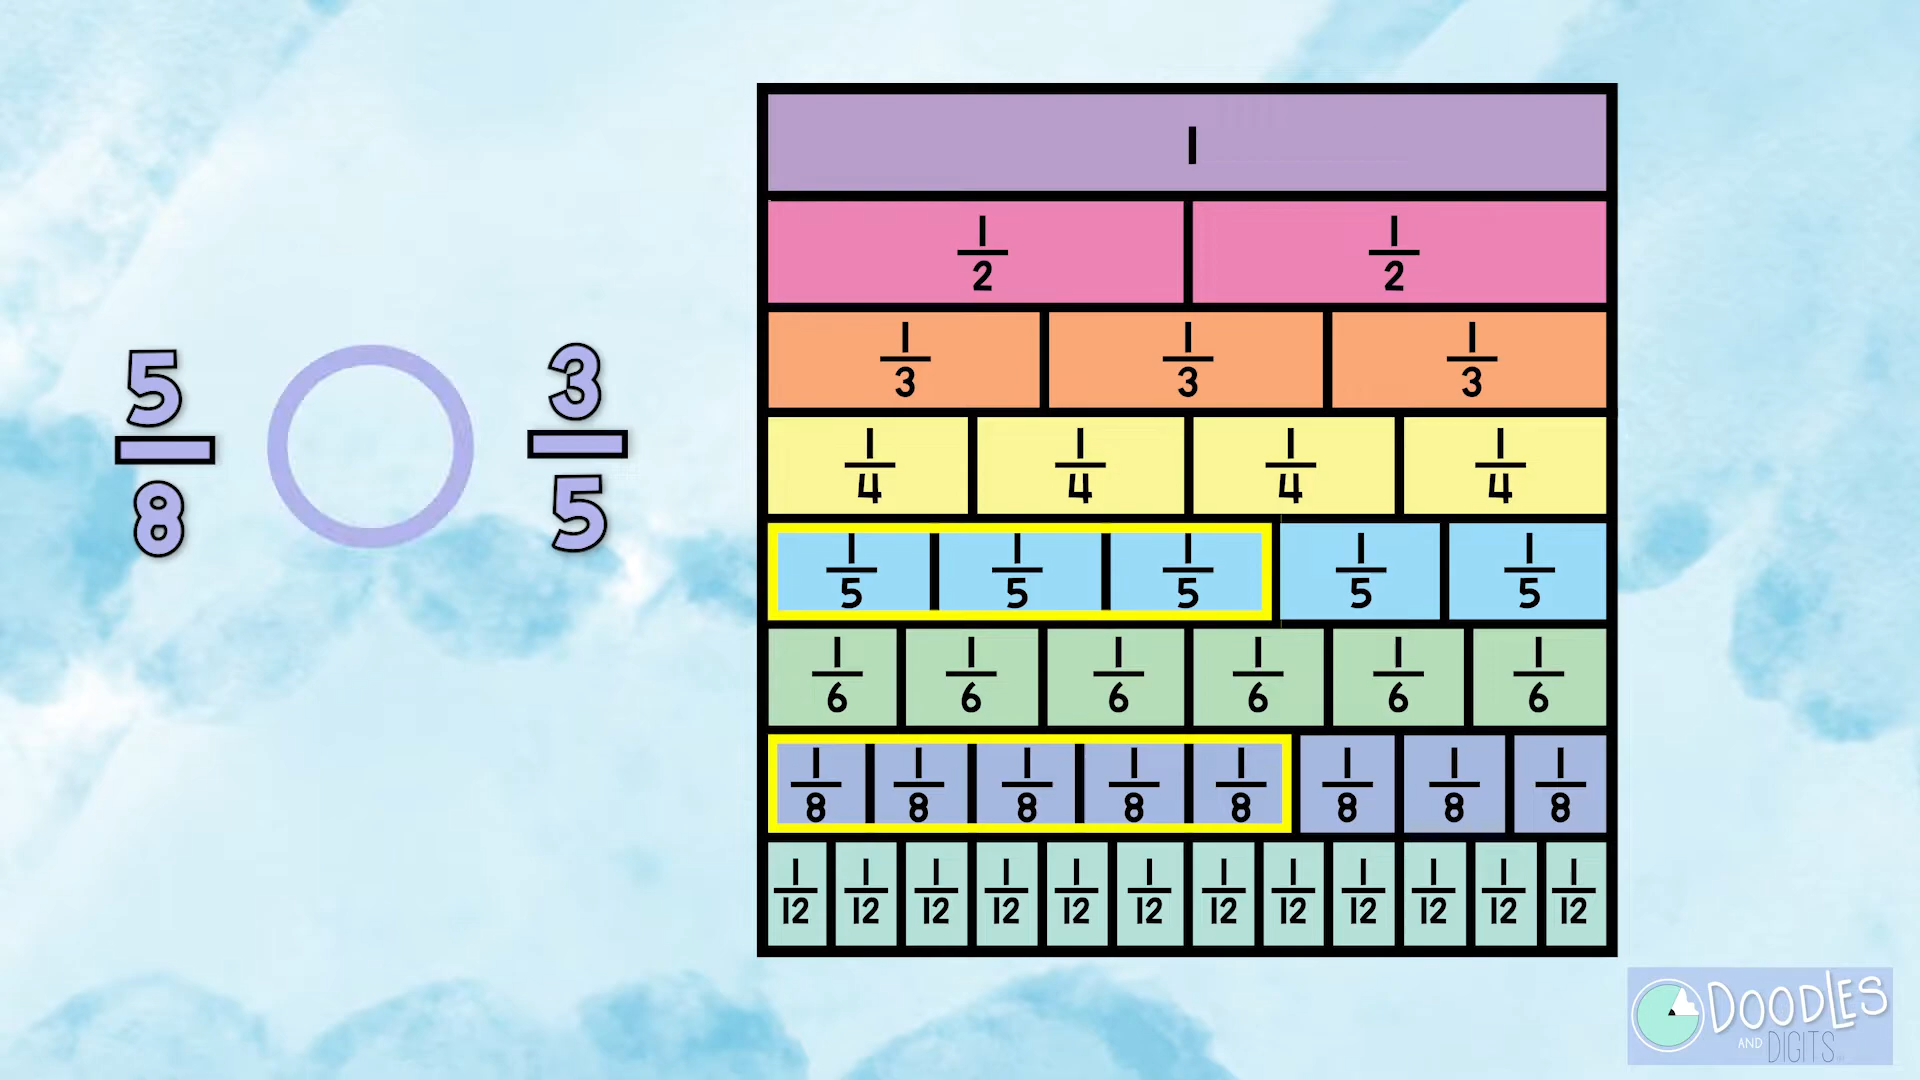 5/8 3/5
1
1/2 1/2
1/3 1/3 1/3
1/4 1/4 1/4 1/4
1/5 1/5 1/5 1/5 1/5
1/6 1/6 1/6 1/6 1/6 1/6
1/8 1/8 1/8 1/8 1/8 1/8 1/8 1/8
1/12 1/12 1/12 1/12 1/12 1/12 1/12 1/12 1/12 1/12 1/12 1/12
DOODLES
AND DIGITS